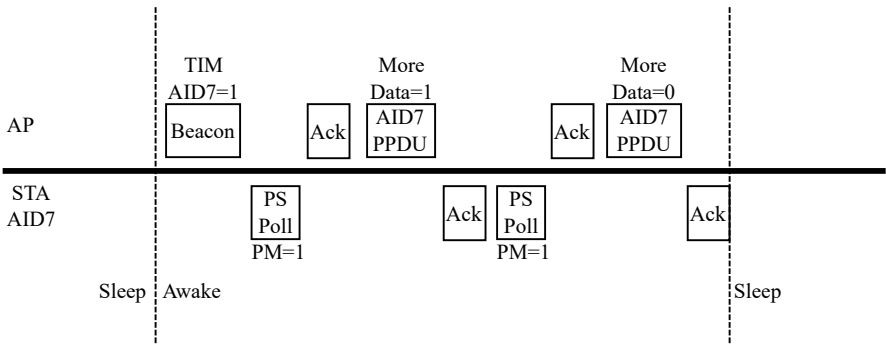 TIM
AID7=1
More
Data=1
More
Data=0
AP
Beacon
Ack
AID7
PPDU
Ack
AID7
PPDU
STA
AID7
PS
Poll
PM=1
Ack
PS
Poll
PM=1
Ack
Sleep
Awake
Sleep